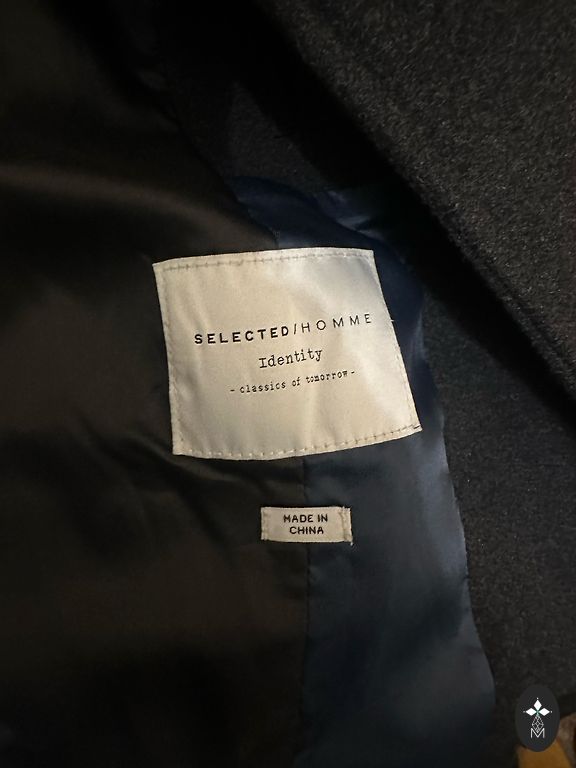 SELECTED/HOMME
Identity
- classics of tomorrow -
MADE IN
CHINA